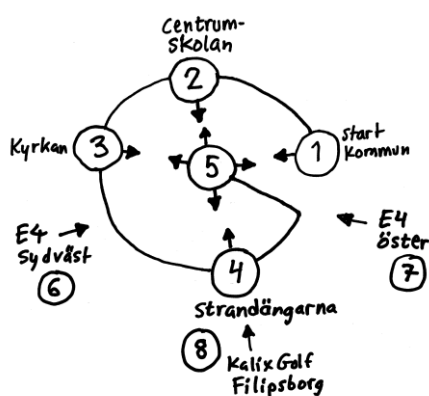 Centrum-
skolan
2
Kyrkan
3
5
1
Start
Kommun
E4
Sydväst
6
4
Strandängarna
E4
öster
7
8
Kalix Golf
Filipsborg